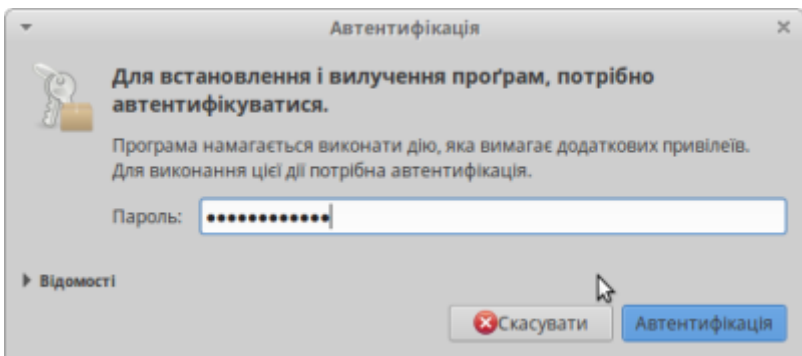 Автентифікація
Для встановлення і вилучення проґрам, потрібно
автентифікуватися.
Програма намагається виконати дію, яка вимагає додаткових привілеїв.
Для виконання цієї дії потрібна автентифікація.
Пароль: ••••••••••••
Відомості
Скасувати Автентифікація